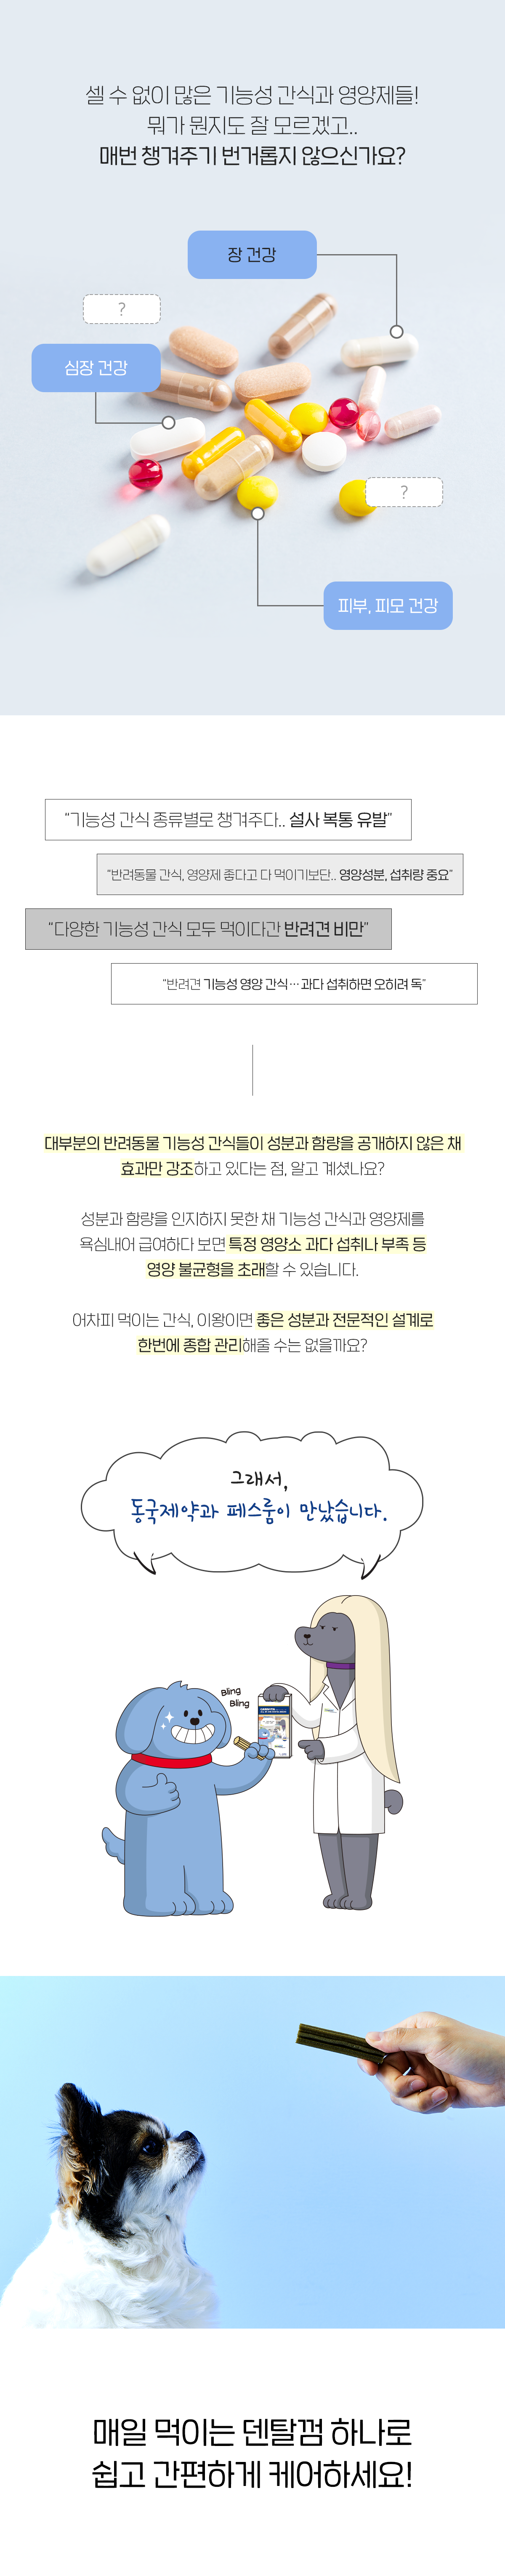 셀 수 없이 많은 기능성 간식과 영양제들!
뭐가 뭔지도 잘 모르겠고..
매번 챙겨주기 번거롭지 않으신가요?
장 건강
?
심장 건강
?
피부, 피모 건강
"기능성 간식 종류별로 챙겨주다.. 설사 복통 유발"
"반려동물 간식, 영양제 좋다고 다 먹이기보단.. 영양성분, 섭취량 중요"
"다양한 기능성 간식 모두 먹이다간 반려견 비만"
"반려견 기능성 영양 간식… 과다 섭취하면 오히려 독"
대부분의 반려동물 기능성 간식들이 성분과 함량을 공개하지 않은 채
효과만 강조하고 있다는 점, 알고 계셨나요?
성분과 함량을 인지하지 못한 채 기능성 간식과 영양제를
욕심내어 급여하다 보면 특정 영양소 과다 섭취나 부족 등
영양 불균형을 초래할 수 있습니다.
어차피 먹이는 간식, 이왕이면 좋은 성분과 전문적인 설계로
한번에 종합 관리해줄 수는 없을까요?
그래서,
동국제약과 페스룸이 만났습니다.
Bling
Bling
매일 먹이는 덴탈껌 하나로
쉽고 간편하게 케어하세요!